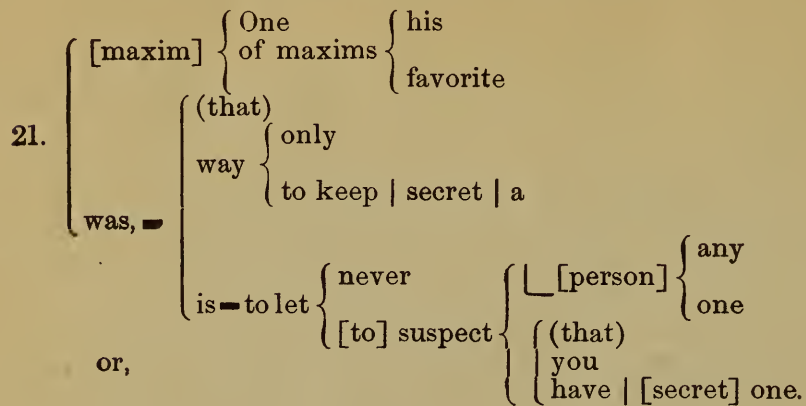 [maxim] One his
of maxims
favorite
(that)
21.
way only
to keep | secret | a
was,
any
never [person]
is to let one
[to] suspect (that)
or, you
have | [secret] one.